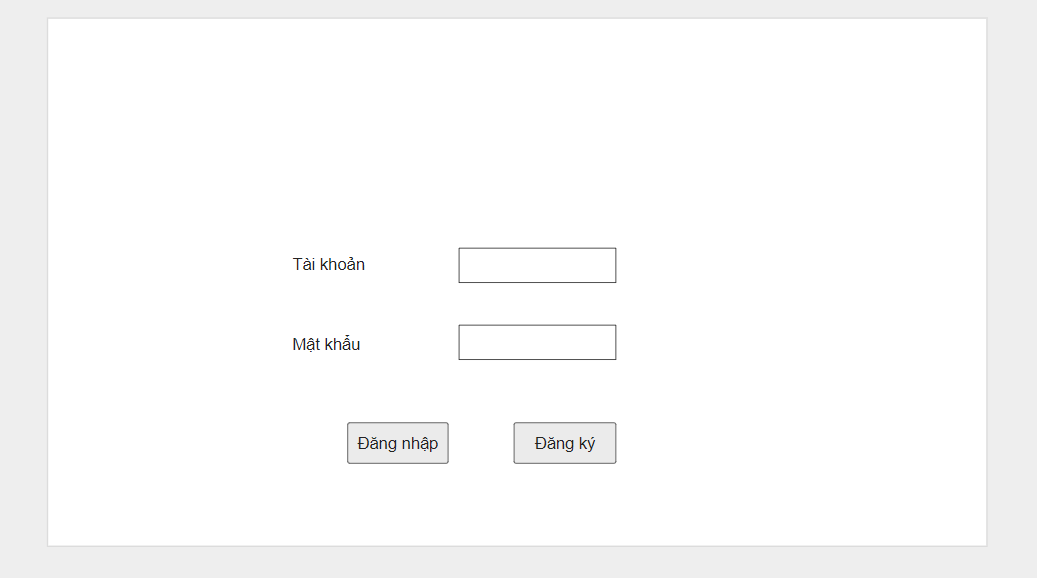 Tài khoản
Mật khẩu
Đăng nhập
Đăng ký